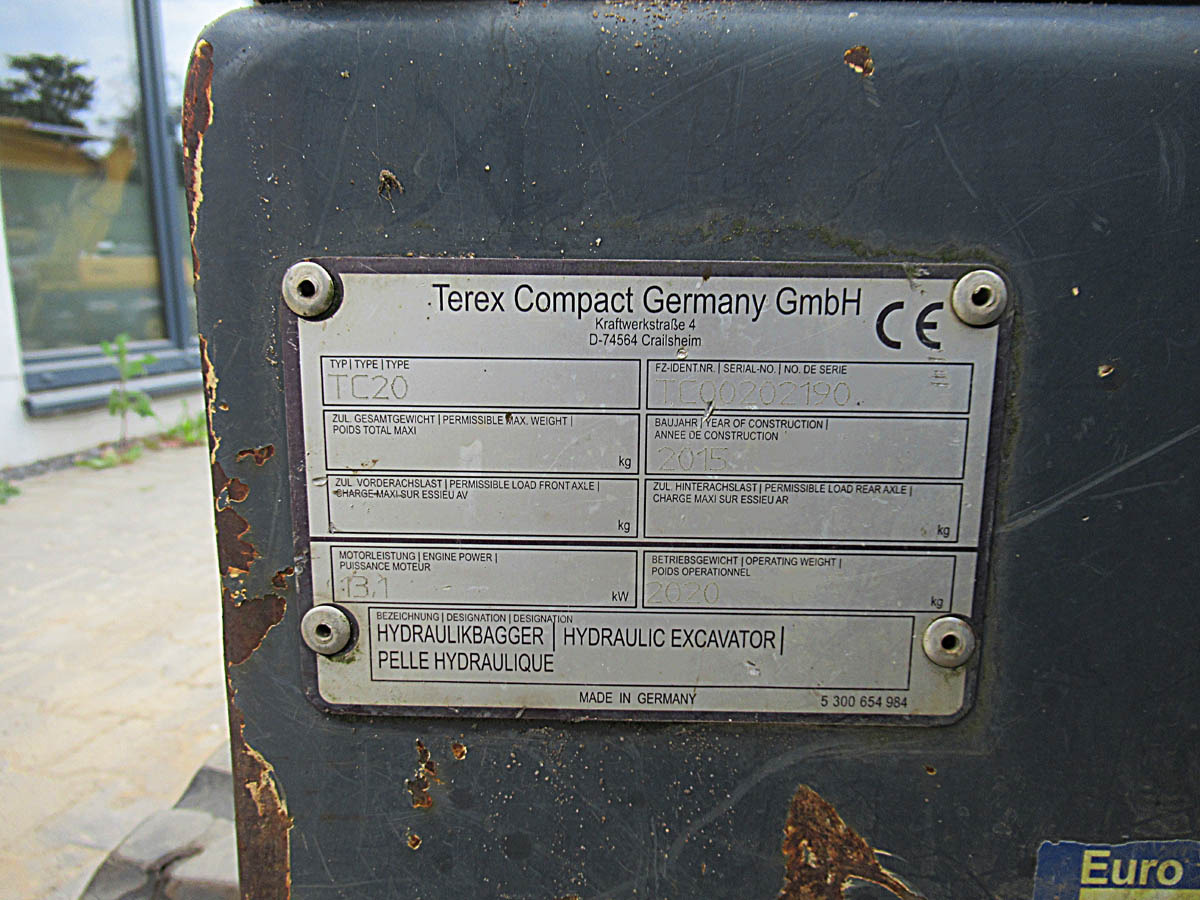 Terex Compact Germany GmbH
Kraftwerkstraße 4
D-74564 Crailsheim
CE
TYP | TYPE | TYPE
TC20
FZ-IDENT.NR. | SERIAL-NO. | NO. DE SERIE
TC00202190
ZUL. GESAMTGEWICHT | PERMISSIBLE MAX. WEIGHT |
POIDS TOTAL MAXI
kg
BAUJAHR | YEAR OF CONSTRUCTION |
ANNEE DE CONSTRUCTION
2015
ZUL. VORDERACHSLAST | PERMISSIBLE LOAD FRONT AXLE |
CHARGE MAXI SUR ESSIEU AV
kg
ZUL. HINTERACHSLAST | PERMISSIBLE LOAD REAR AXLE |
CHARGE MAXI SUR ESSIEU AR
kg
MOTORLEISTUNG | ENGINE POWER |
PUISSANCE MOTEUR
13,1 kW
BETRIEBSGEWICHT | OPERATING WEIGHT |
POIDS OPERATIONNEL
2020 kg
BEZEICHNUNG | DESIGNATION | DESIGNATION
HYDRAULIKBAGGER | HYDRAULIC EXCAVATOR |
PELLE HYDRAULIQUE
MADE IN GERMANY
5 300 654 984
Euro